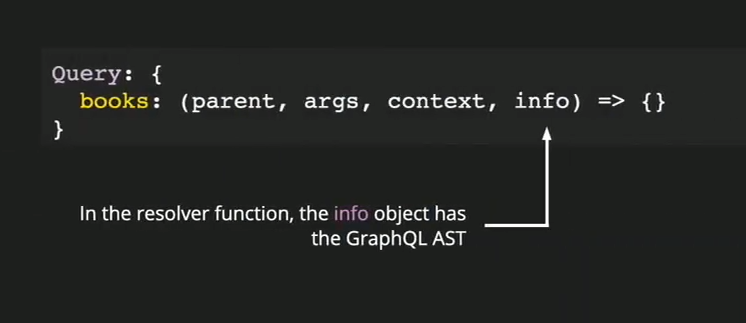 Query: {
  books: (parent, args, context, info) => {}
}
In the resolver function, the info object has
the GraphQL AST